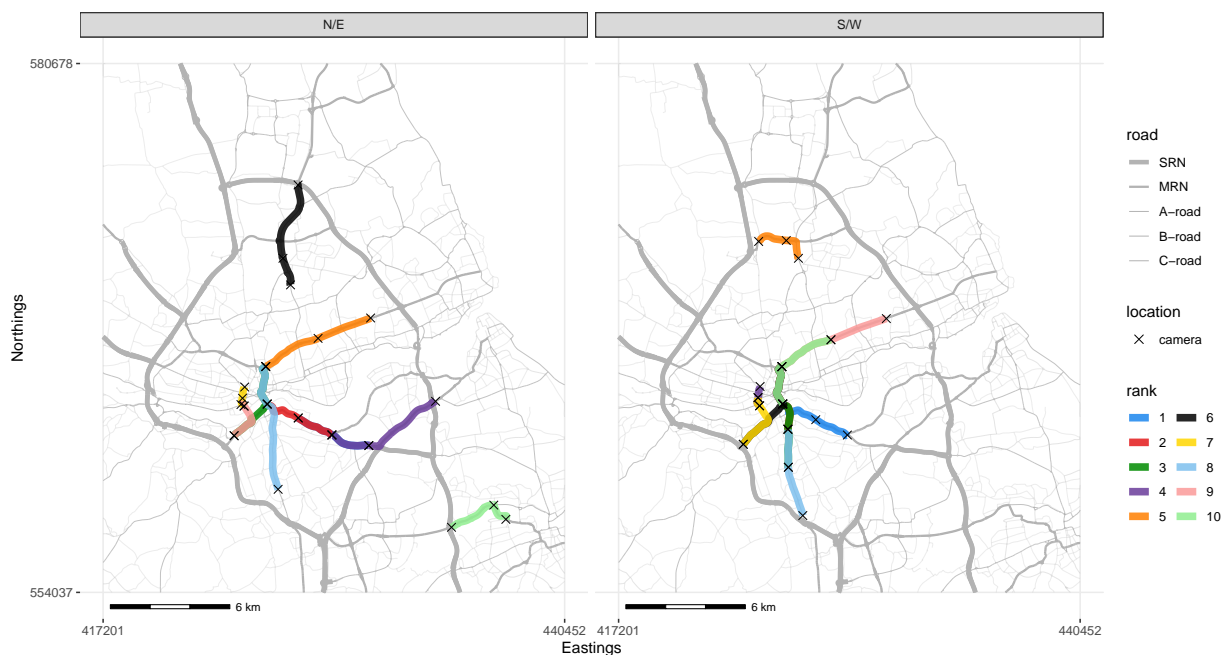 N/E
S/W
580678
554037
Northings
6 km
6 km
417201
440452
417201
440452
Eastings
road
SRN
MRN
A−road
B−road
C−road
location
camera
rank
1
6
2
7
3
8
4
9
5
10